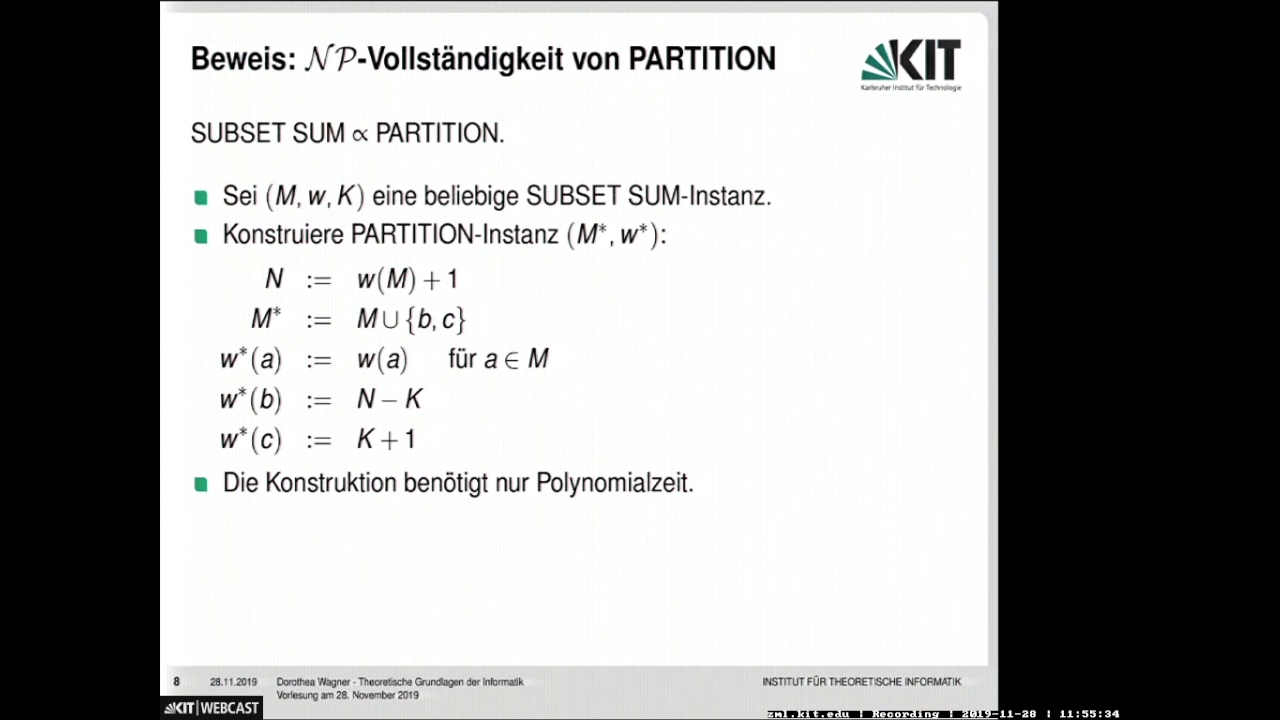 Beweis: 𝒩𝒫-Vollständigkeit von PARTITION
KIT
Karlsruher Institut für Technologie
SUBSET SUM ∝ PARTITION.
Sei (M, w, K) eine beliebige SUBSET SUM-Instanz.
Konstruiere PARTITION-Instanz (M*, w*):
N := w(M) + 1
M* := M ∪ {b, c}
w*(a) := w(a) für a ∈ M
w*(b) := N − K
w*(c) := K + 1
Die Konstruktion benötigt nur Polynomialzeit.
8 28.11.2019 Dorothea Wagner - Theoretische Grundlagen der Informatik INSTITUT FÜR THEORETISCHE INFORMATIK
Vorlesung am 28. November 2019
KIT | WEBCAST
zml.kit.edu | Recording | 2019-11-28 | 11:55:34